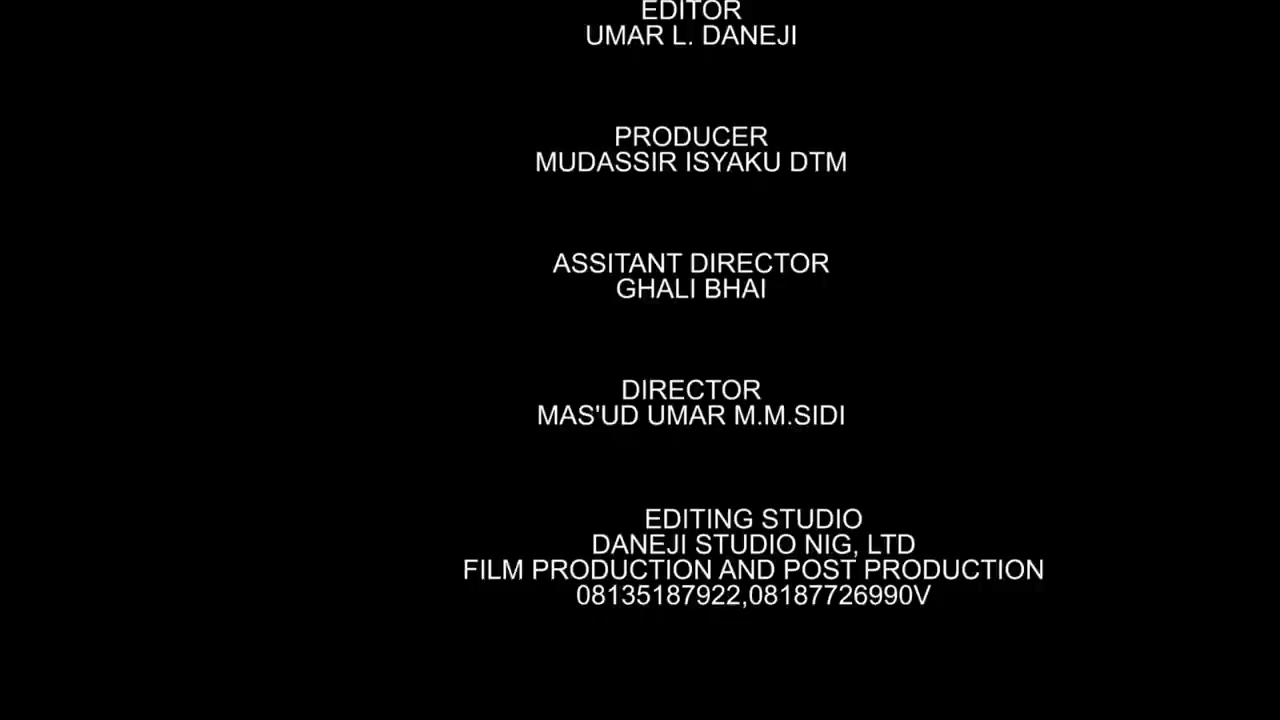 EDITOR
UMAR L. DANEJI
PRODUCER
MUDASSIR ISYAKU DTM
ASSITANT DIRECTOR
GHALI BHAI
DIRECTOR
MAS'UD UMAR M.M.SIDI
EDITING STUDIO
DANEJI STUDIO NIG, LTD
FILM PRODUCTION AND POST PRODUCTION
08135187922,08187726990V